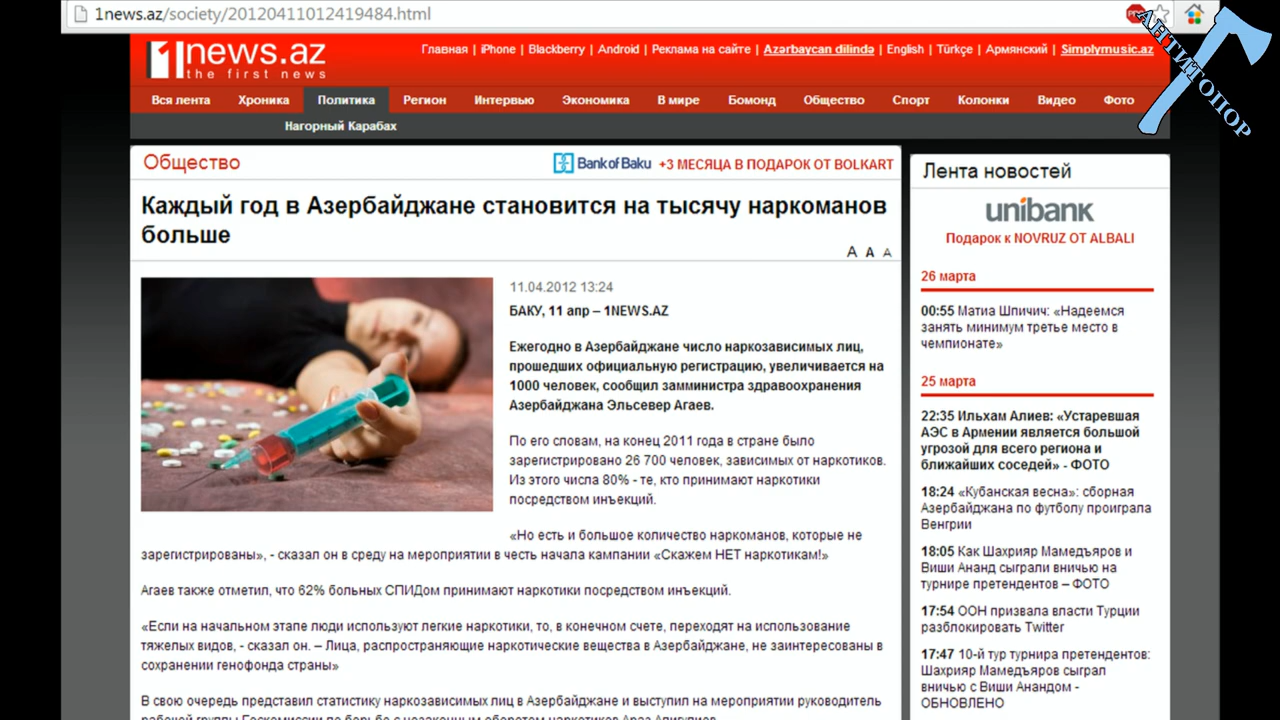 1news.az/society/20120411012419484.html
АНТИТОПОР
1news.az
the first news
Главная | iPhone | Blackberry | Android | Реклама на сайте | Azərbaycan dilində | English | Türkçe | Армянский | Simplymusic.az
Вся лента Хроника Политика Регион Интервью Экономика В мире Бомонд Общество Спорт Колонки Видео Фото
Нагорный Карабах
Общество
Bank of Baku +3 МЕСЯЦА В ПОДАРОК ОТ BOLKART
Каждый год в Азербайджане становится на тысячу наркоманов
больше
А А А
11.04.2012 13:24
БАКУ, 11 апр – 1NEWS.AZ
Ежегодно в Азербайджане число наркозависимых лиц,
прошедших официальную регистрацию, увеличивается на
1000 человек, сообщил замминистра здравоохранения
Азербайджана Эльсевер Агаев.
По его словам, на конец 2011 года в стране было
зарегистрировано 26 700 человек, зависимых от наркотиков.
Из этого числа 80% - те, кто принимают наркотики
посредством инъекций.
«Но есть и большое количество наркоманов, которые не
зарегистрированы», - сказал он в среду на мероприятии в честь начала кампании «Скажем НЕТ наркотикам!»
Агаев также отметил, что 62% больных СПИДом принимают наркотики посредством инъекций.
«Если на начальном этапе люди используют легкие наркотики, то, в конечном счете, переходят на использование
тяжелых видов, - сказал он. – Лица, распространяющие наркотические вещества в Азербайджане, не заинтересованы в
сохранении генофонда страны»
В свою очередь представил статистику наркозависимых лиц в Азербайджане и выступил на мероприятии руководитель
Лента новостей
unibank
Подарок к NOVRUZ ОТ ALBALI
26 марта
00:55 Матиа Шпичич: «Надеемся
занять минимум третье место в
чемпионате»
25 марта
22:35 Ильхам Алиев: «Устаревшая
АЭС в Армении является большой
угрозой для всего региона и
ближайших соседей» - ФОТО
18:24 «Кубанская весна»: сборная
Азербайджана по футболу проиграла
Венгрии
18:05 Как Шахрияр Мамедъяров и
Виши Ананд сыграли вничью на
турнире претендентов – ФОТО
17:54 ООН призвала власти Турции
разблокировать Twitter
17:47 10-й тур турнира претендентов:
Шахрияр Мамедъяров сыграл
вничью с Виши Анандом -
ОБНОВЛЕНО